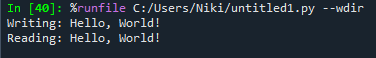 In [40]: %runfile C:/Users/Niki/untitled1.py --wdir
Writing: Hello, World!
Reading: Hello, World!